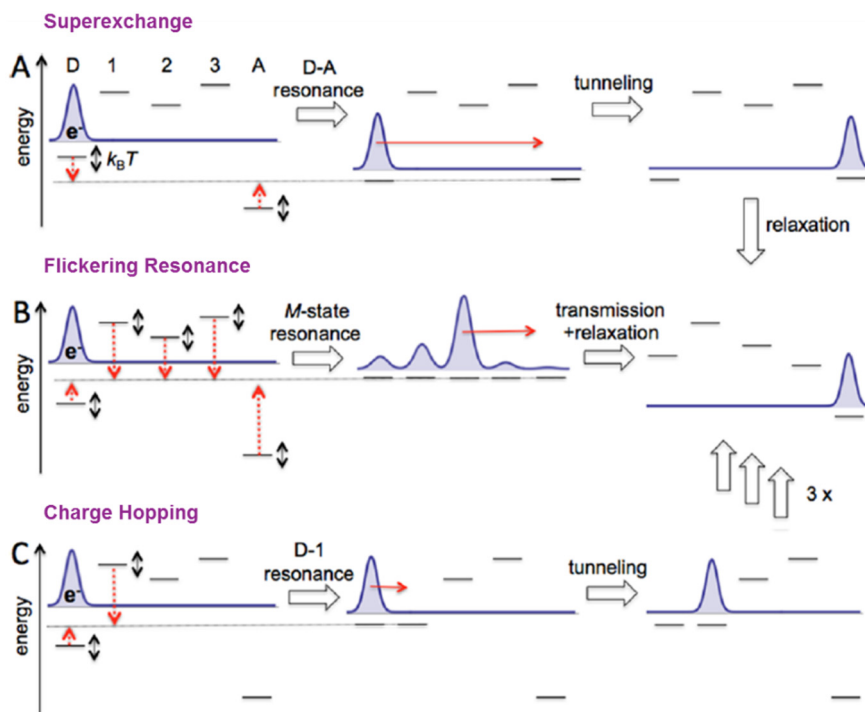 Superexchange
A
D 1 2 3 A
D-A
resonance
tunneling
energy
e-
kBT
relaxation
Flickering Resonance
B
M-state
resonance
transmission
+relaxation
energy
e-
3 x
Charge Hopping
C
D-1
resonance
tunneling
energy
e-